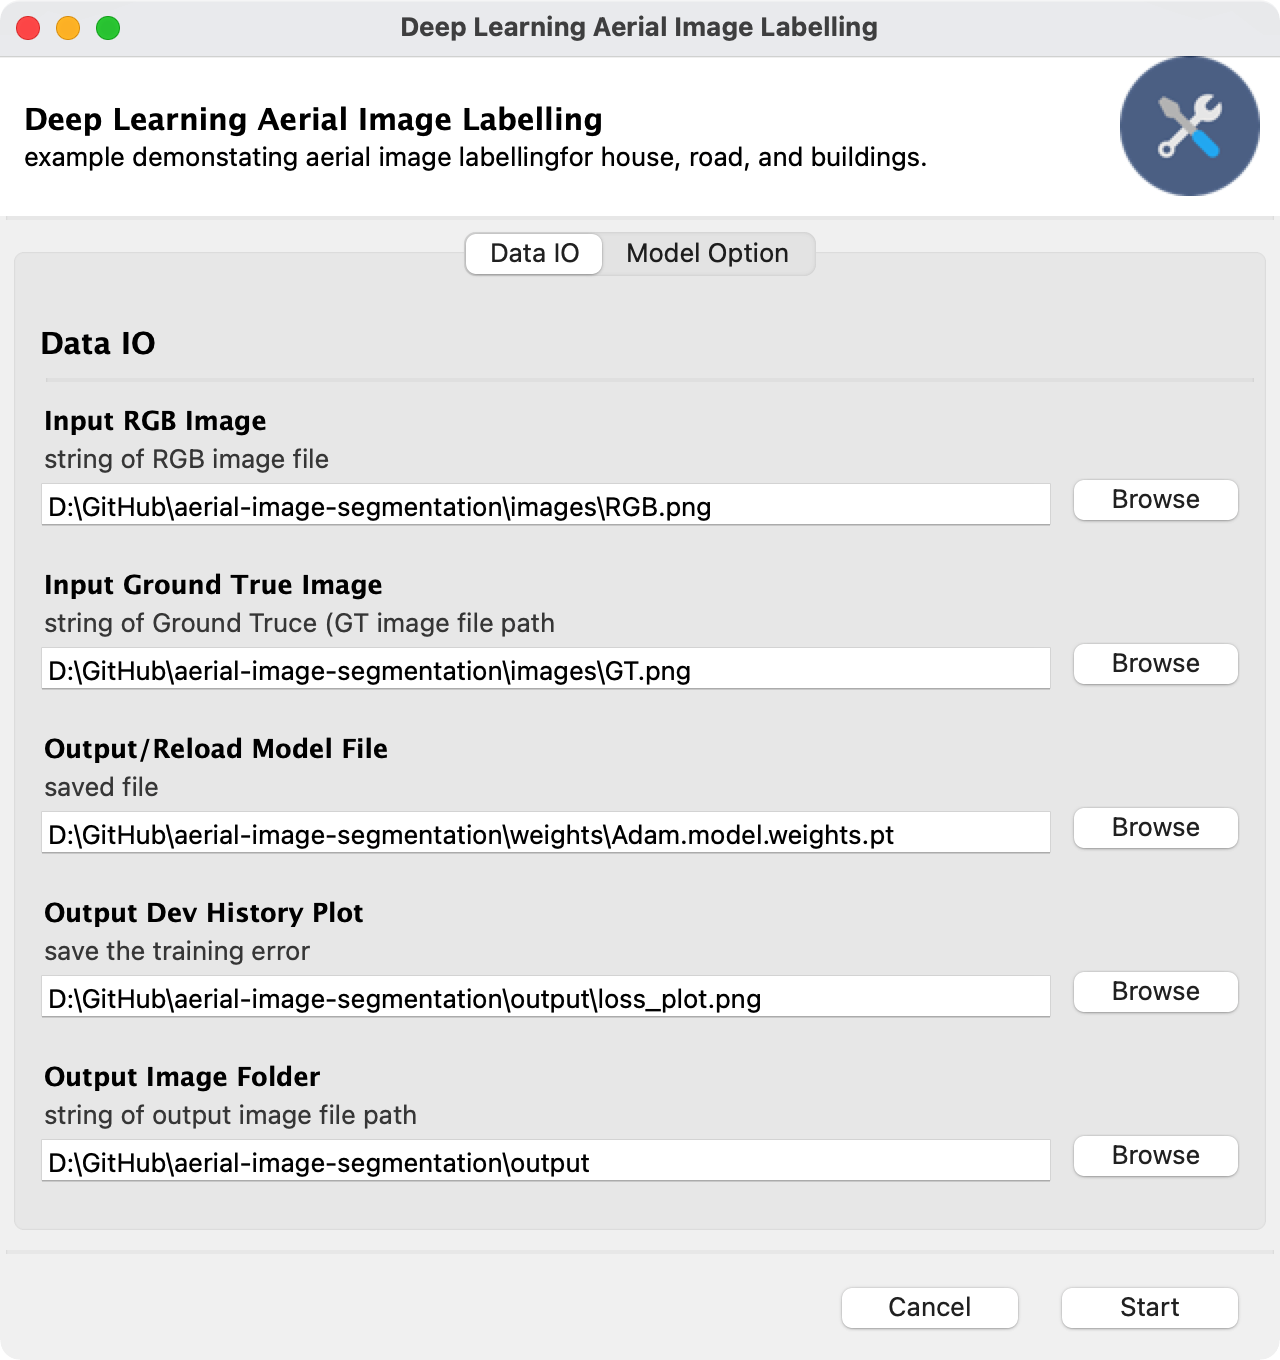 Deep Learning Aerial Image Labelling
Deep Learning Aerial Image Labelling
example demonstating aerial image labellingfor house, road, and buildings.
Data IO
Model Option
Data IO
Input RGB Image
string of RGB image file
D:\GitHub\aerial-image-segmentation\images\RGB.png
Browse
Input Ground True Image
string of Ground Truce (GT image file path
D:\GitHub\aerial-image-segmentation\images\GT.png
Browse
Output/Reload Model File
saved file
D:\GitHub\aerial-image-segmentation\weights\Adam.model.weights.pt
Browse
Output Dev History Plot
save the training error
D:\GitHub\aerial-image-segmentation\output\loss_plot.png
Browse
Output Image Folder
string of output image file path
D:\GitHub\aerial-image-segmentation\output
Browse
Cancel
Start